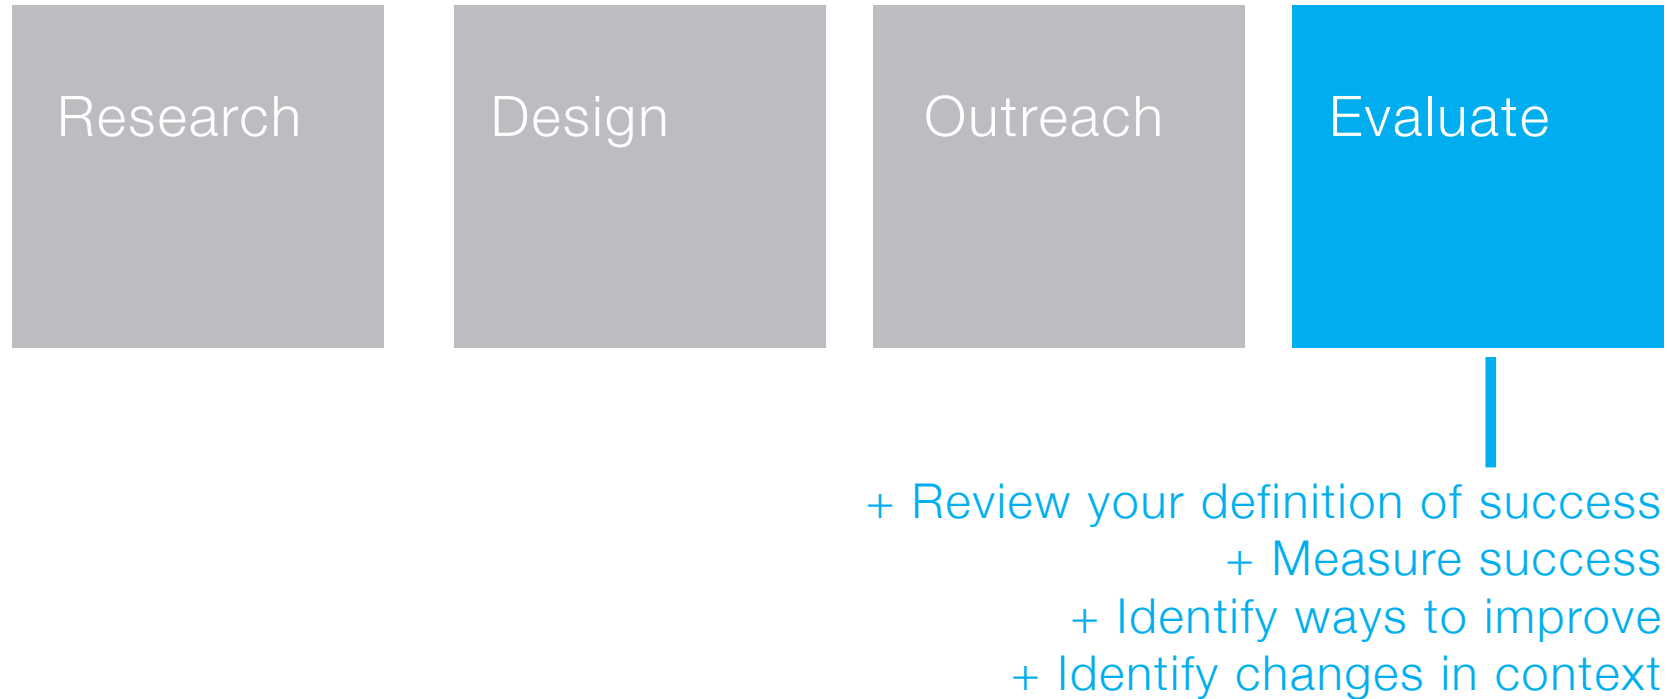 Research
Design
Outreach
Evaluate
+ Review your definition of success
+ Measure success
+ Identify ways to improve
+ Identify changes in context